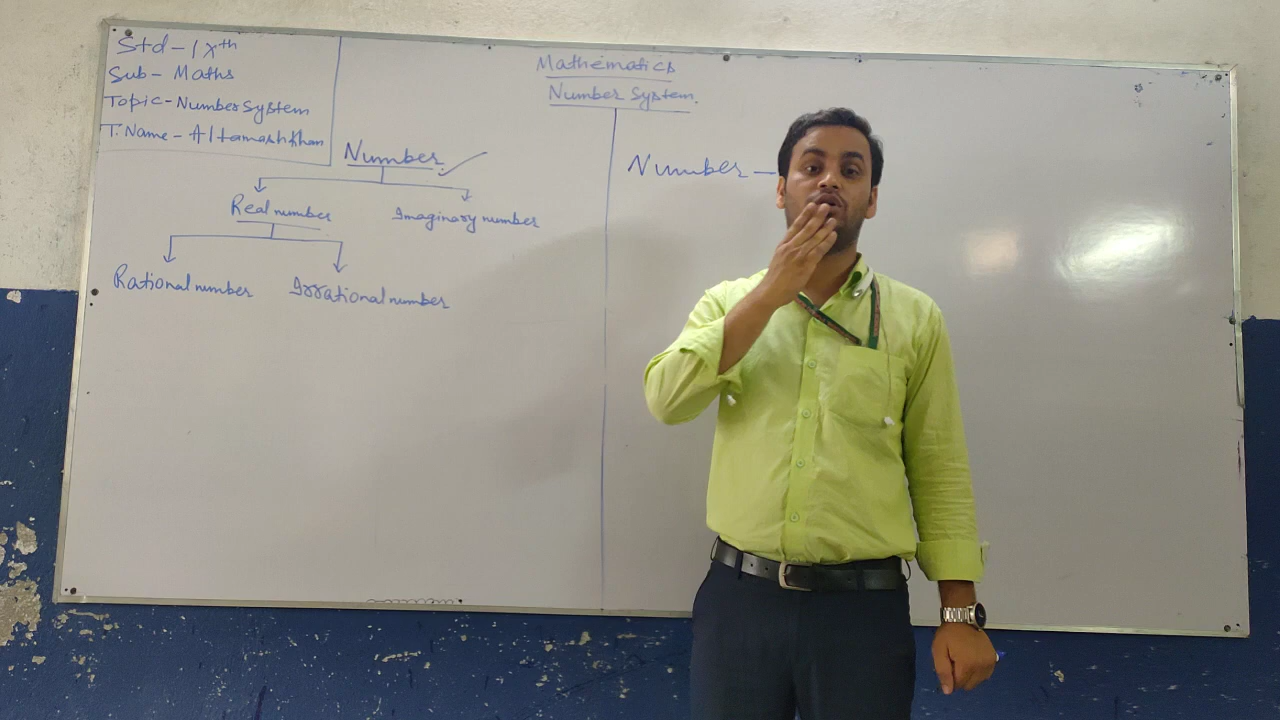 Std - IXth
Sub - Maths
Topic - Number System
T. Name - Altamash Khan
Mathematics
Number System.
Number
Real number
Imaginary number
Rational number
Irrational number
Number -